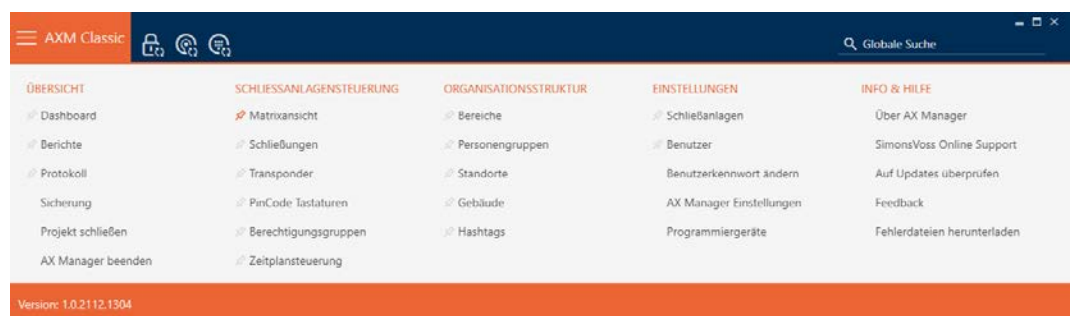 AXM Classic
Globale Suche
ÜBERSICHT
Dashboard
Berichte
Protokoll
Sicherung
Projekt schließen
AX Manager beenden
SCHLIESSANLAGENSTEUERUNG
Matrixansicht
Schließungen
Transponder
PinCode Tastaturen
Berechtigungsgruppen
Zeitplansteuerung
ORGANISATIONSSTRUKTUR
Bereiche
Personengruppen
Standorte
Gebäude
Hashtags
EINSTELLUNGEN
Schließanlagen
Benutzer
Benutzerkennwort ändern
AX Manager Einstellungen
Programmiergeräte
INFO & HILFE
Über AX Manager
SimonsVoss Online Support
Auf Updates überprüfen
Feedback
Fehlerdateien herunterladen
Version: 1.0.2112.1304